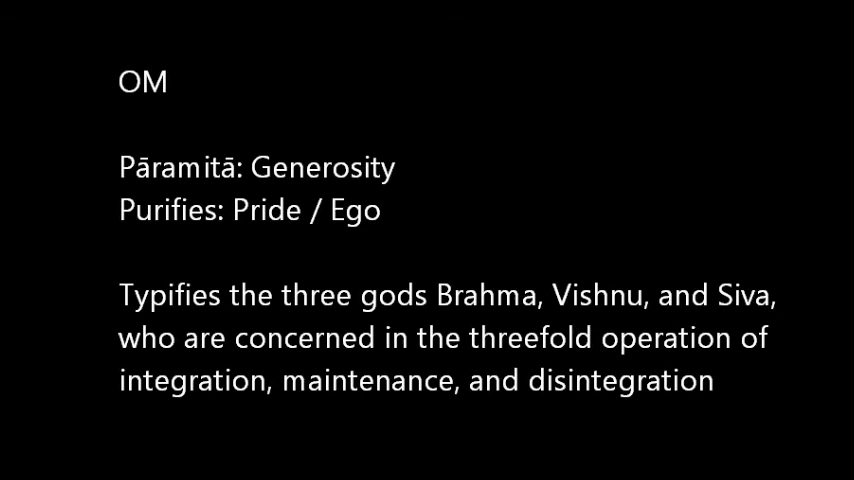 OM
Pāramitā: Generosity
Purifies: Pride / Ego
Typifies the three gods Brahma, Vishnu, and Siva,
who are concerned in the threefold operation of
integration, maintenance, and disintegration